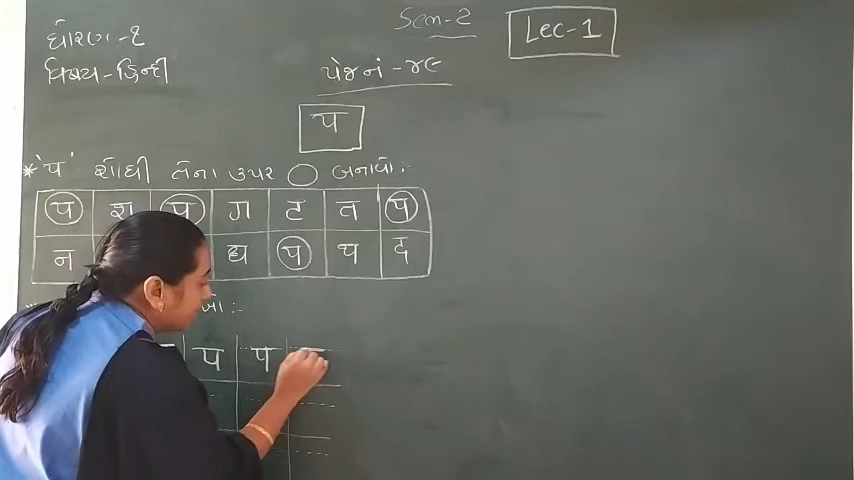 Sem-2
Lec-1
ધોરણ-૧
વિષય-હિન્દી
પેજ નં-૪૯
प
* 'प' શોધી તેના ઉપર ◯ બનાવો:-
प श प ग ट त प
न घ प च द
ખો:-
प प